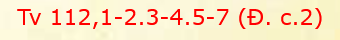 Tv 112,1-2.3-4.5-7 (Đ. c.2)